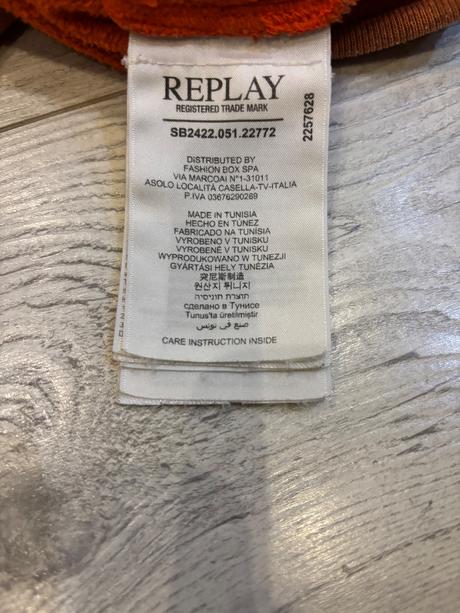 REPLAY
REGISTERED TRADE MARK
SB2422.051.22772
2257628
DISTRIBUTED BY
FASHION BOX SPA
VIA MARCOAI N°1-31011
ASOLO LOCALITÀ CASELLA-TV-ITALIA
P.IVA 03676290269
MADE IN TUNISIA
HECHO EN TÚNEZ
FABRICADO NA TUNÍSIA
VYROBENO V TUNISKU
VYROBENÉ V TUNISKU
WYPRODUKOWANO W TUNEZJI
GYÁRTÁSI HELY TUNÉZIA
突尼斯制造
원산지 튀니지
תוצרת תוניסיה
сделано в Тунисе
Tunus'ta üretilmiştir
صنع في تونس
CARE INSTRUCTION INSIDE